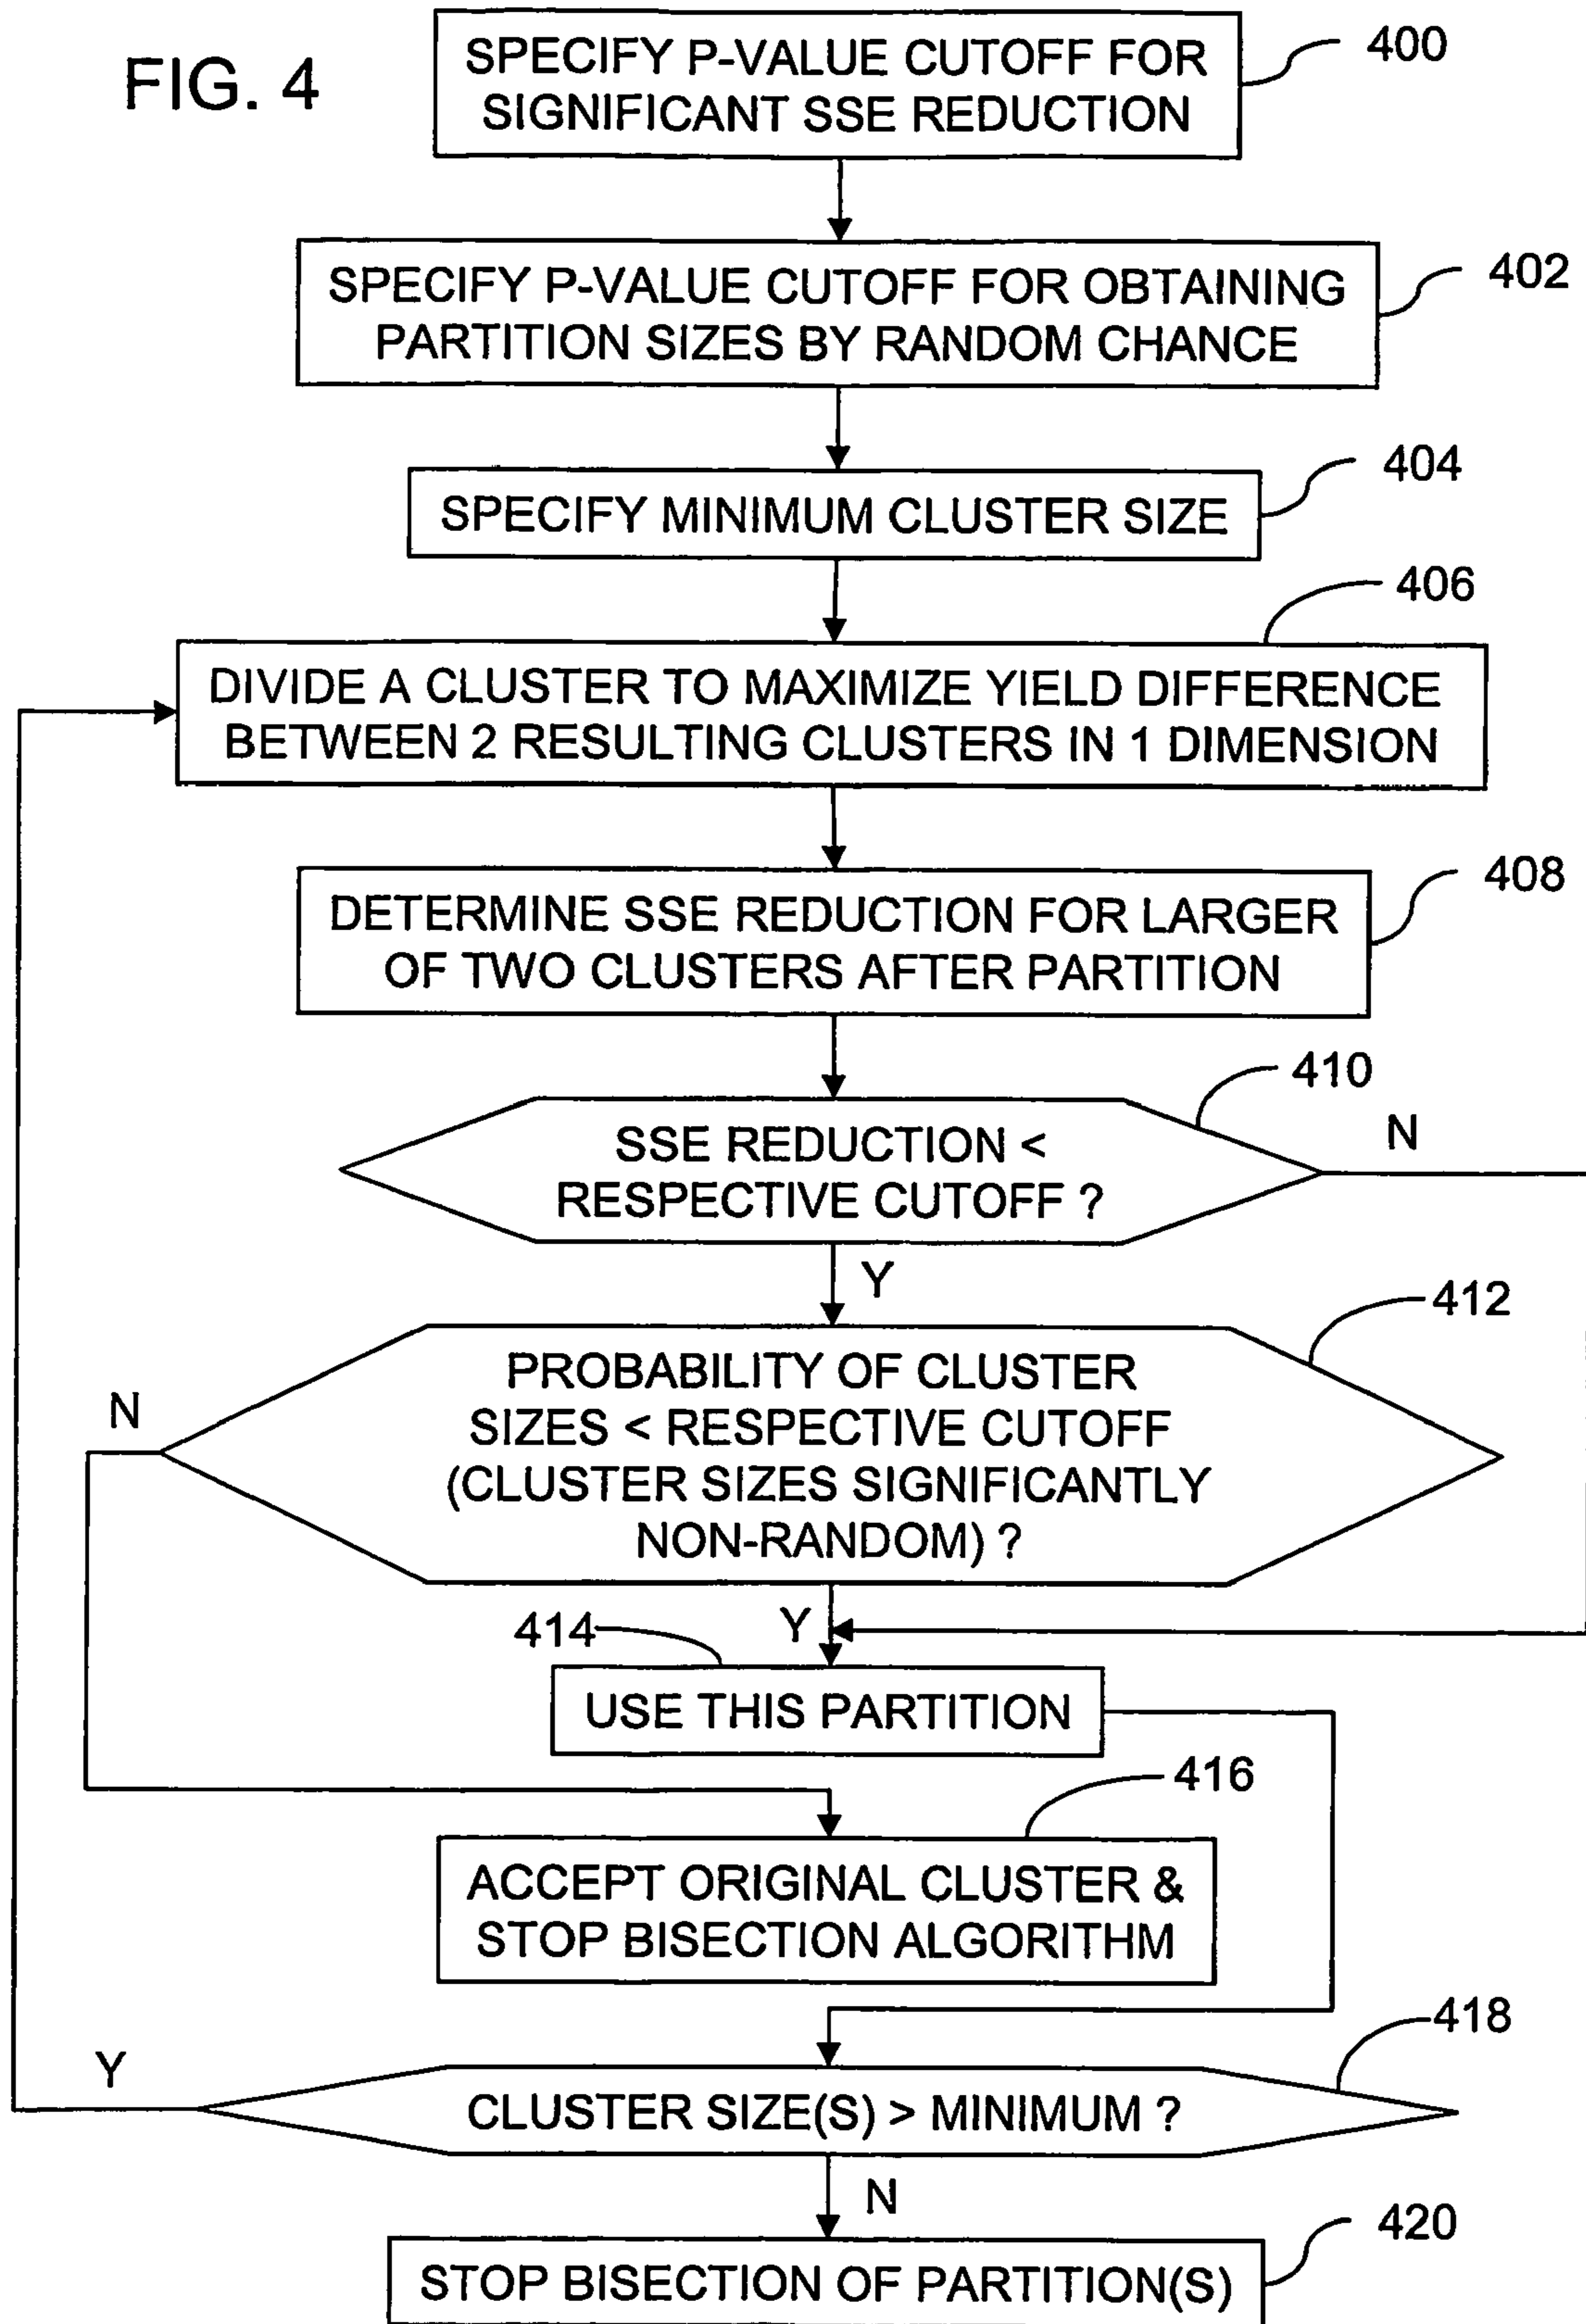 FIG. 4
SPECIFY P-VALUE CUTOFF FOR
SIGNIFICANT SSE REDUCTION
400
SPECIFY P-VALUE CUTOFF FOR OBTAINING
PARTITION SIZES BY RANDOM CHANCE
402
SPECIFY MINIMUM CLUSTER SIZE
404
406
DIVIDE A CLUSTER TO MAXIMIZE YIELD DIFFERENCE
BETWEEN 2 RESULTING CLUSTERS IN 1 DIMENSION
408
DETERMINE SSE REDUCTION FOR LARGER
OF TWO CLUSTERS AFTER PARTITION
410
SSE REDUCTION <
RESPECTIVE CUTOFF ?
N
Y
412
PROBABILITY OF CLUSTER
SIZES < RESPECTIVE CUTOFF
(CLUSTER SIZES SIGNIFICANTLY
NON-RANDOM) ?
N
Y
414
USE THIS PARTITION
416
ACCEPT ORIGINAL CLUSTER &
STOP BISECTION ALGORITHM
418
Y
CLUSTER SIZE(S) > MINIMUM ?
N
420
STOP BISECTION OF PARTITION(S)